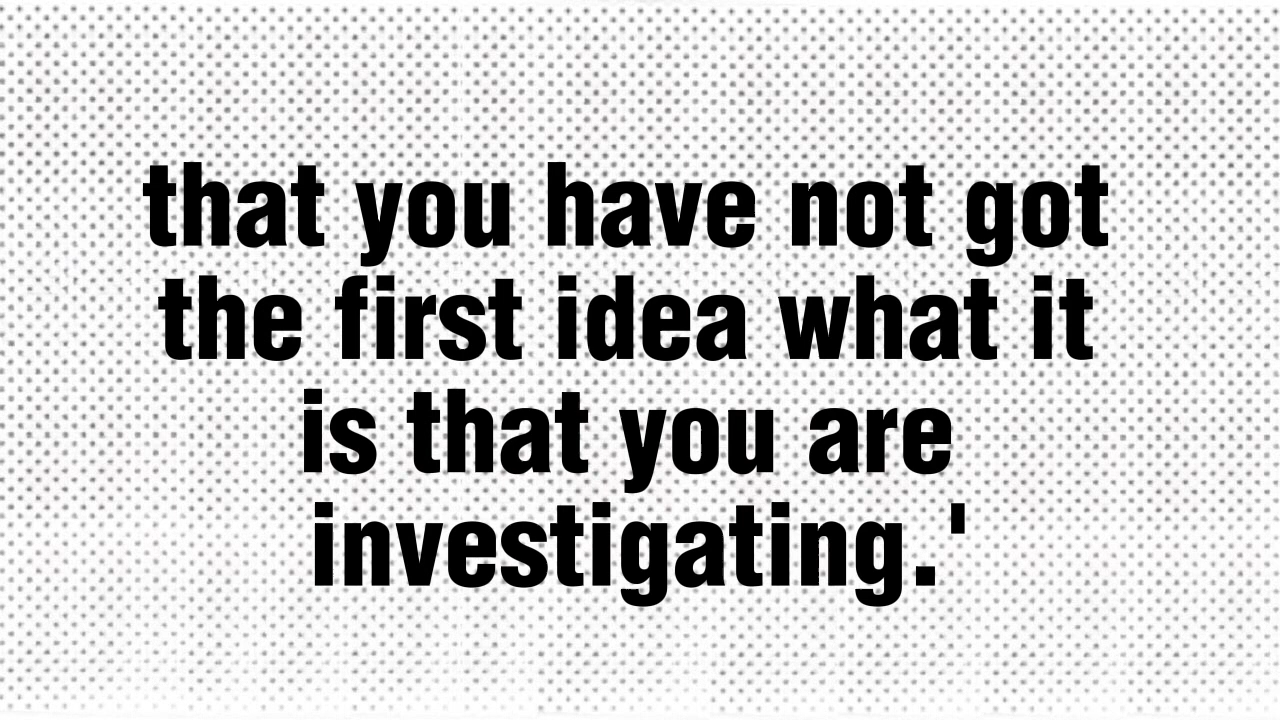 that you have not got
the first idea what it
is that you are
investigating.'